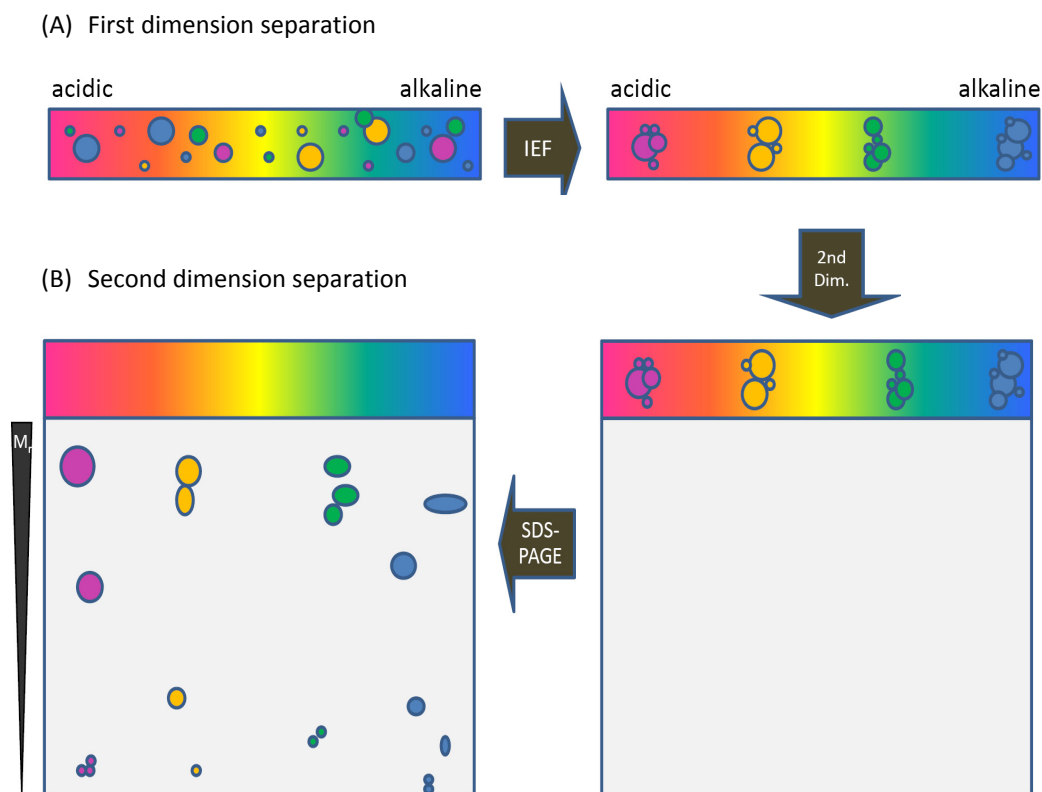 (A) First dimension separation
acidic
alkaline
IEF
acidic
alkaline
2nd
Dim.
(B) Second dimension separation
Mr
SDS-
PAGE